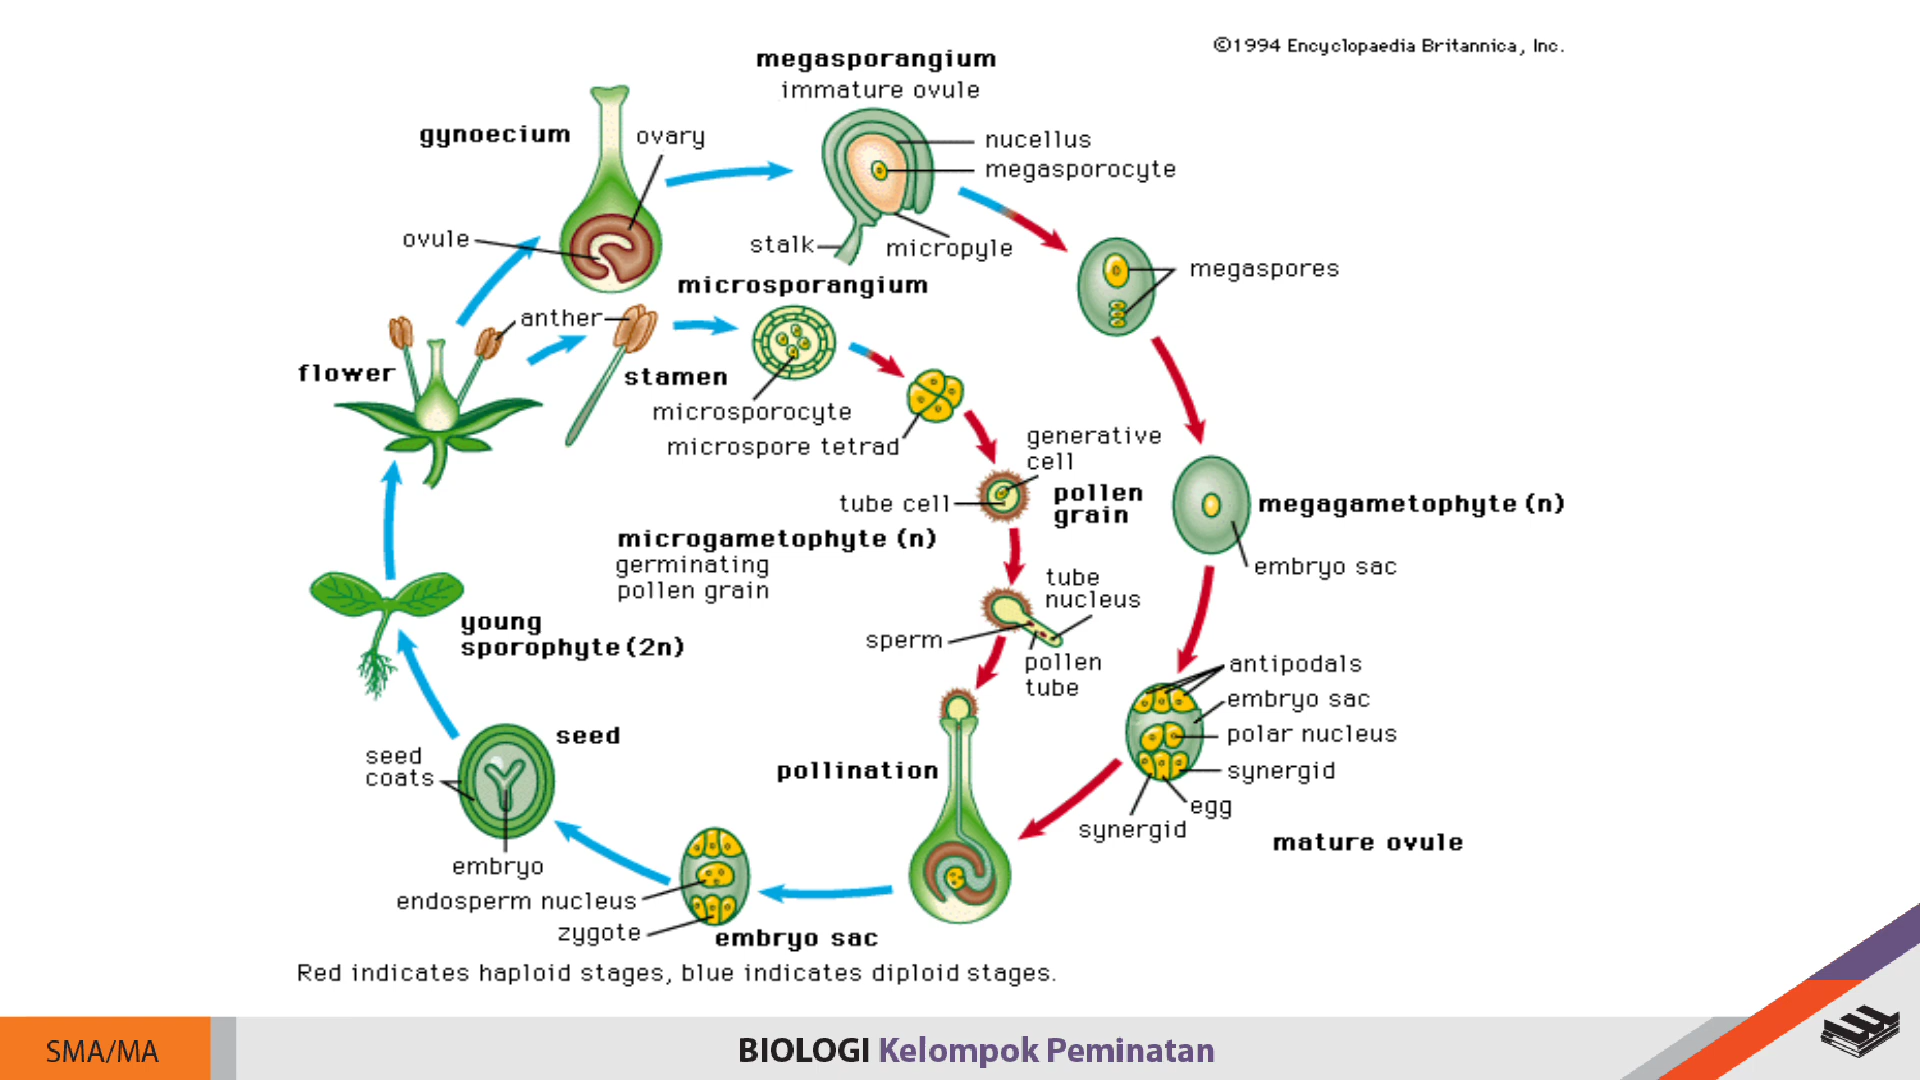 ©1994 Encyclopaedia Britannica, Inc.
megasporangium
immature ovule
gynoecium
ovary
nucellus
megasporocyte
ovule
stalk
micropyle
megaspores
microsporangium
anther
flower
stamen
microsporocyte
microspore tetrad
generative
cell
tube cell
pollen
grain
megagametophyte (n)
microgametophyte (n)
germinating
pollen grain
embryo sac
tube
nucleus
young
sporophyte (2n)
sperm
pollen
tube
antipodals
embryo sac
polar nucleus
synergid
egg
synergid
mature ovule
seed
seed
coats
pollination
embryo
endosperm nucleus
zygote
embryo sac
Red indicates haploid stages, blue indicates diploid stages.
SMA/MA
BIOLOGI Kelompok Peminatan